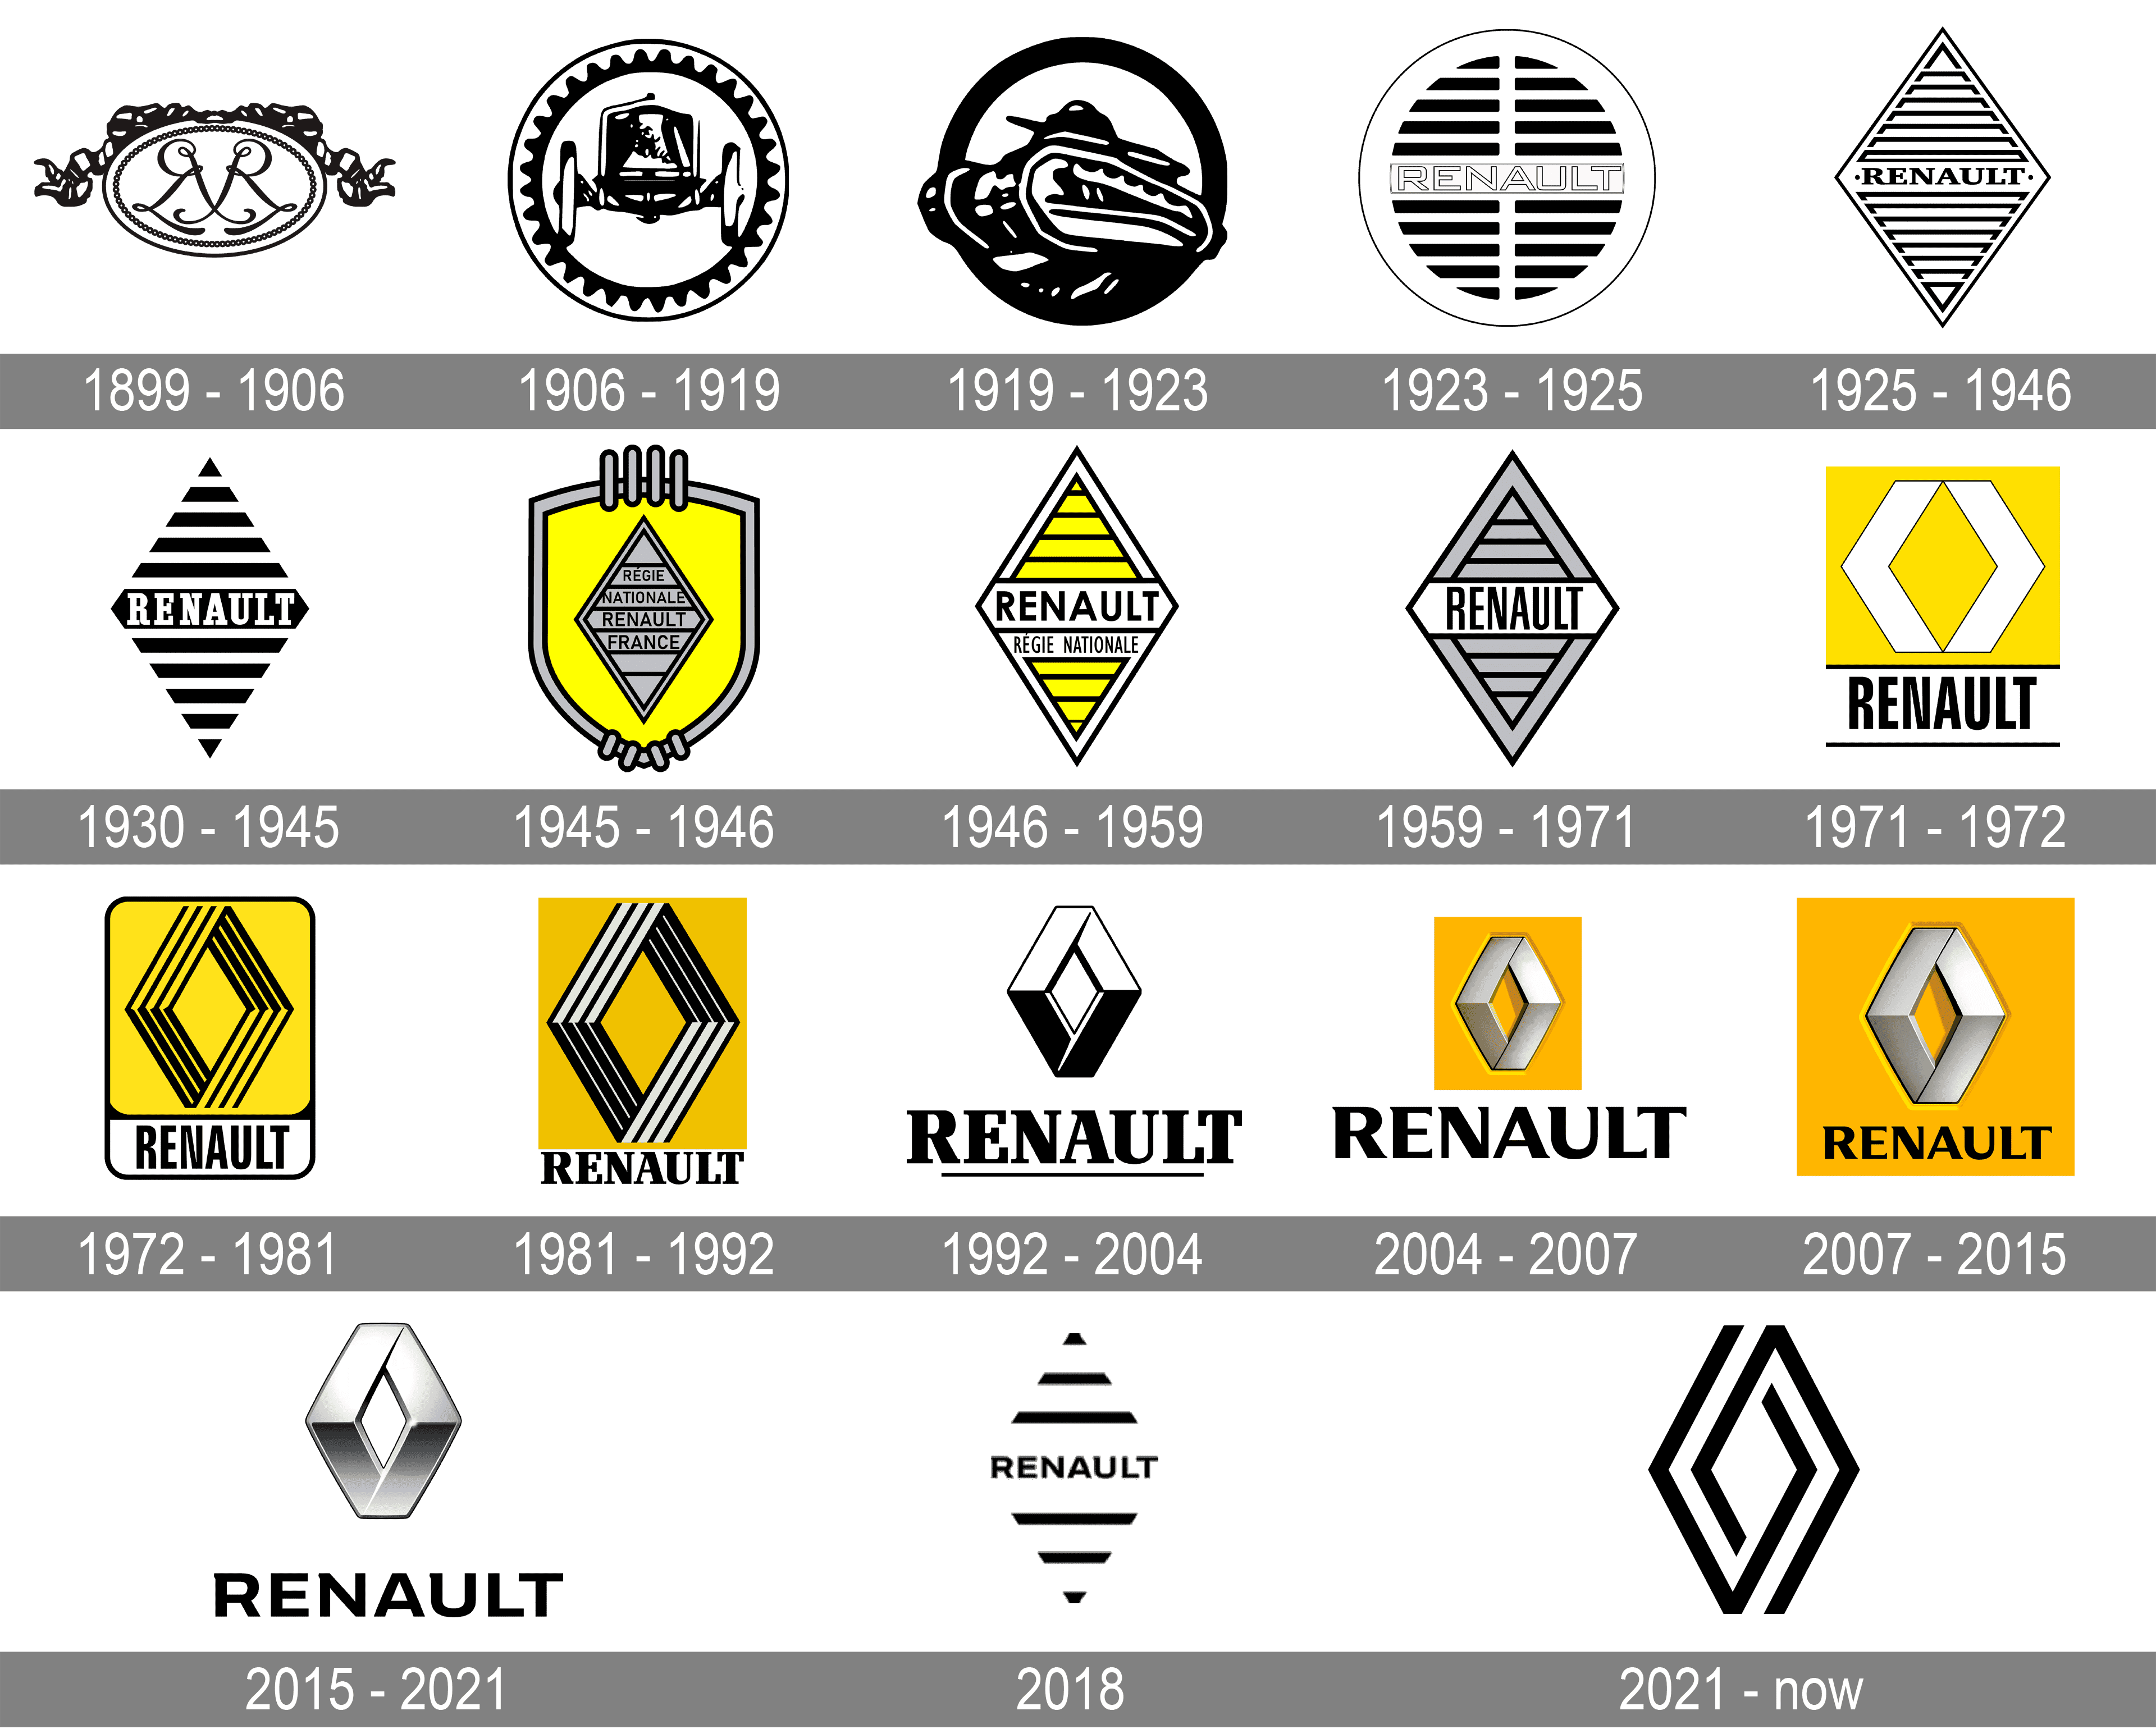 RENAULT
·RENAULT·
1899 - 1906
1906 - 1919
1919 - 1923
1923 - 1925
1925 - 1946
RENAULT
RÉGIE
NATIONALE
RENAULT
FRANCE
RENAULT
RÉGIE NATIONALE
RENAULT
RENAULT
1930 - 1945
1945 - 1946
1946 - 1959
1959 - 1971
1971 - 1972
RENAULT
RENAULT
RENAULT
RENAULT
RENAULT
1972 - 1981
1981 - 1992
1992 - 2004
2004 - 2007
2007 - 2015
RENAULT
RENAULT
2015 - 2021
2018
2021 - now